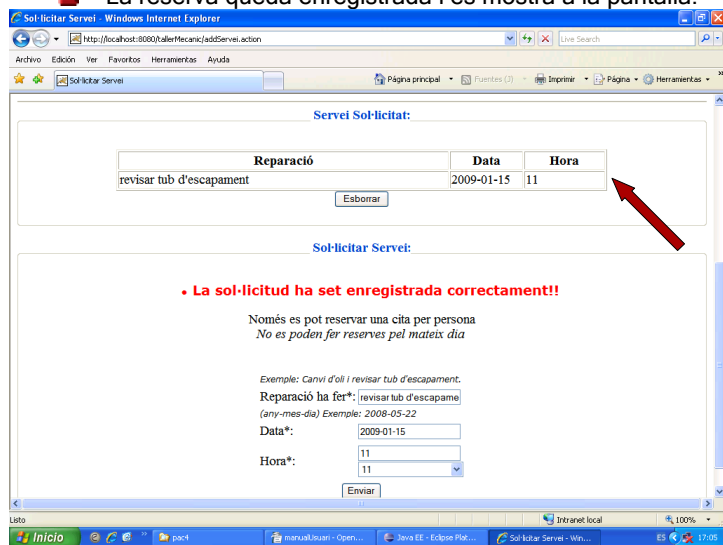 La reserva queda enregistrada i es mostra a la pantalla.
Sol·licitar Servei - Windows Internet Explorer
http://localhost:8080/tallerMecanic/addServei.action
Live Search
Archivo Edición Ver Favoritos Herramientas Ayuda
Sol·licitar Servei
Página principal
Fuentes (2)
Imprimir
Página
Herramientas
Servei Sol·licitat:
Reparació Data Hora
revisar tub d'escapament 2009-01-15 11
Esborrar
Sol·licitar Servei:
• La sol·licitud ha set enregistrada correctament!!
Només es pot reservar una cita per persona
No es poden fer reserves pel mateix dia
Exemple: Canvi d'oli i revisar tub d'escapament.
Reparació ha fer*: revisar tub d'escapame
(any-mes-dia) Exemple: 2008-05-22
Data*: 2009-01-15
11
Hora*:
11
Enviar
Listo
Intranet local
100%
Inicio
pac4
manualUsuari - Open...
Java EE - Eclipse Plat...
Sol·licitar Servei - Win...
ES
17:05